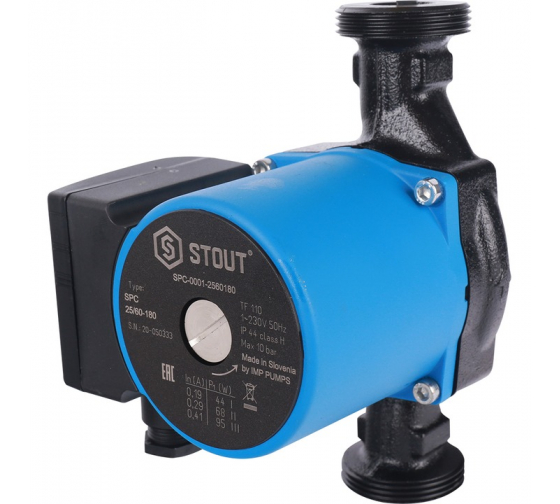 S STOUT®
SPC-0001-2560180
Type:
SPC
25/60-180
S.N.: 20-050333
TF 110
1~230V 50Hz
IP 44 class H
Max 10 bar
Made in Slovenia
by IMP PUMPS
EAC
In [A] P₁ (W)
0,19 44 I
0,29 68 II
0,41 95 III